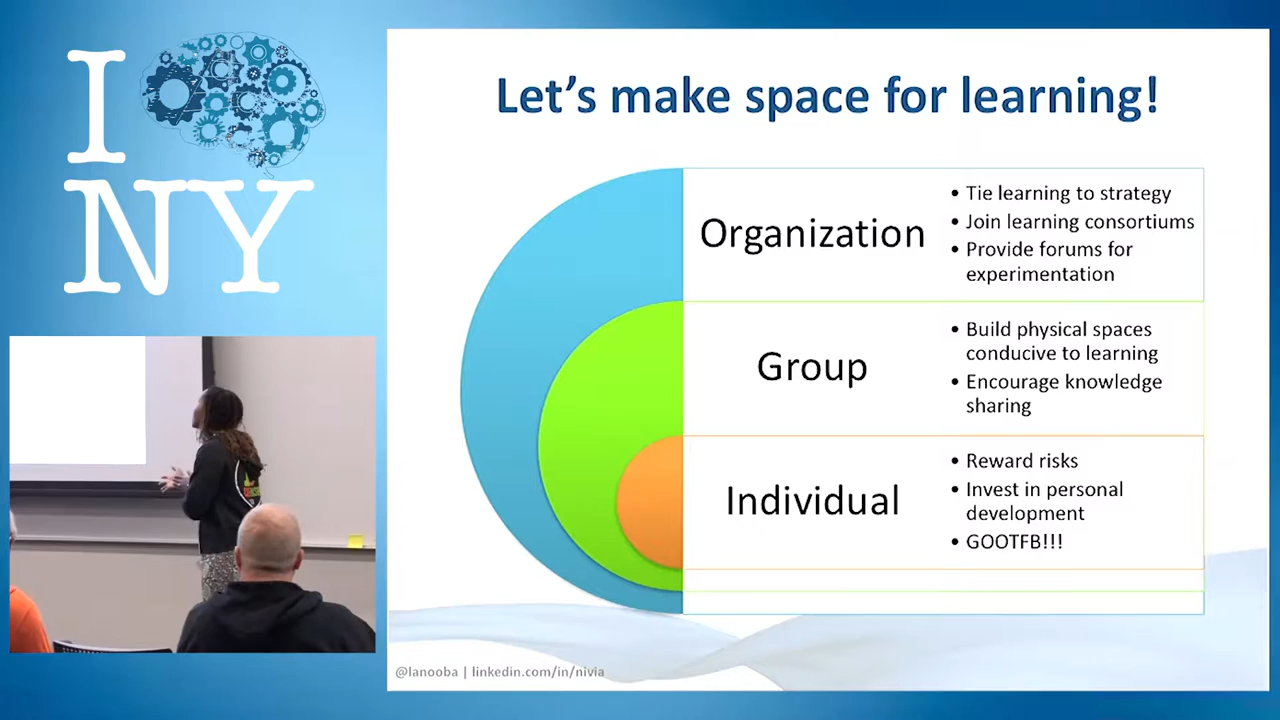 I
NY
Let's make space for learning!
Organization
• Tie learning to strategy
• Join learning consortiums
• Provide forums for
experimentation
Group
• Build physical spaces
conducive to learning
• Encourage knowledge
sharing
Individual
• Reward risks
• Invest in personal
development
• GOOTFB!!!
@lanooba | linkedin.com/in/nivia